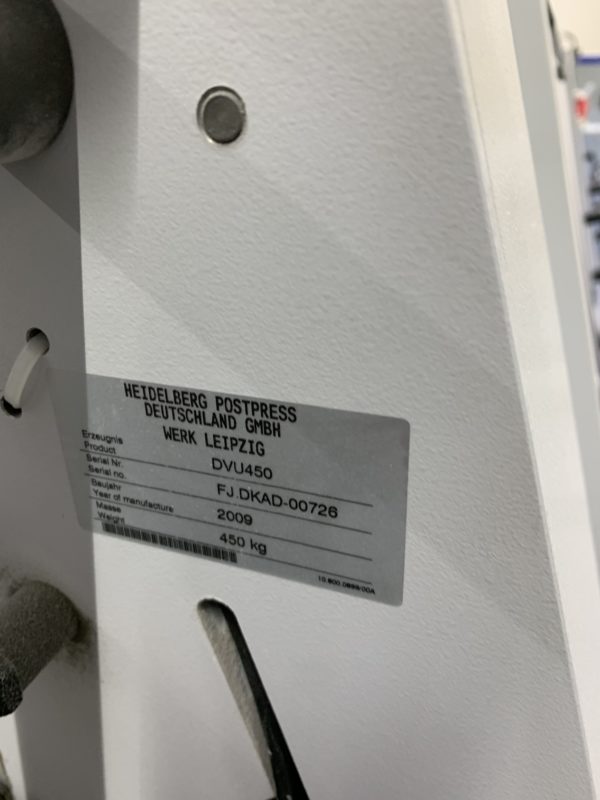 HEIDELBERG POSTPRESS
DEUTSCHLAND GMBH
WERK LEIPZIG
Erzeugnis
Product
DVU450
Serial Nr.
Serial no.
FJ.DKAD-00726
Baujahr
Year of manufacture
2009
Masse
Weight
450 kg